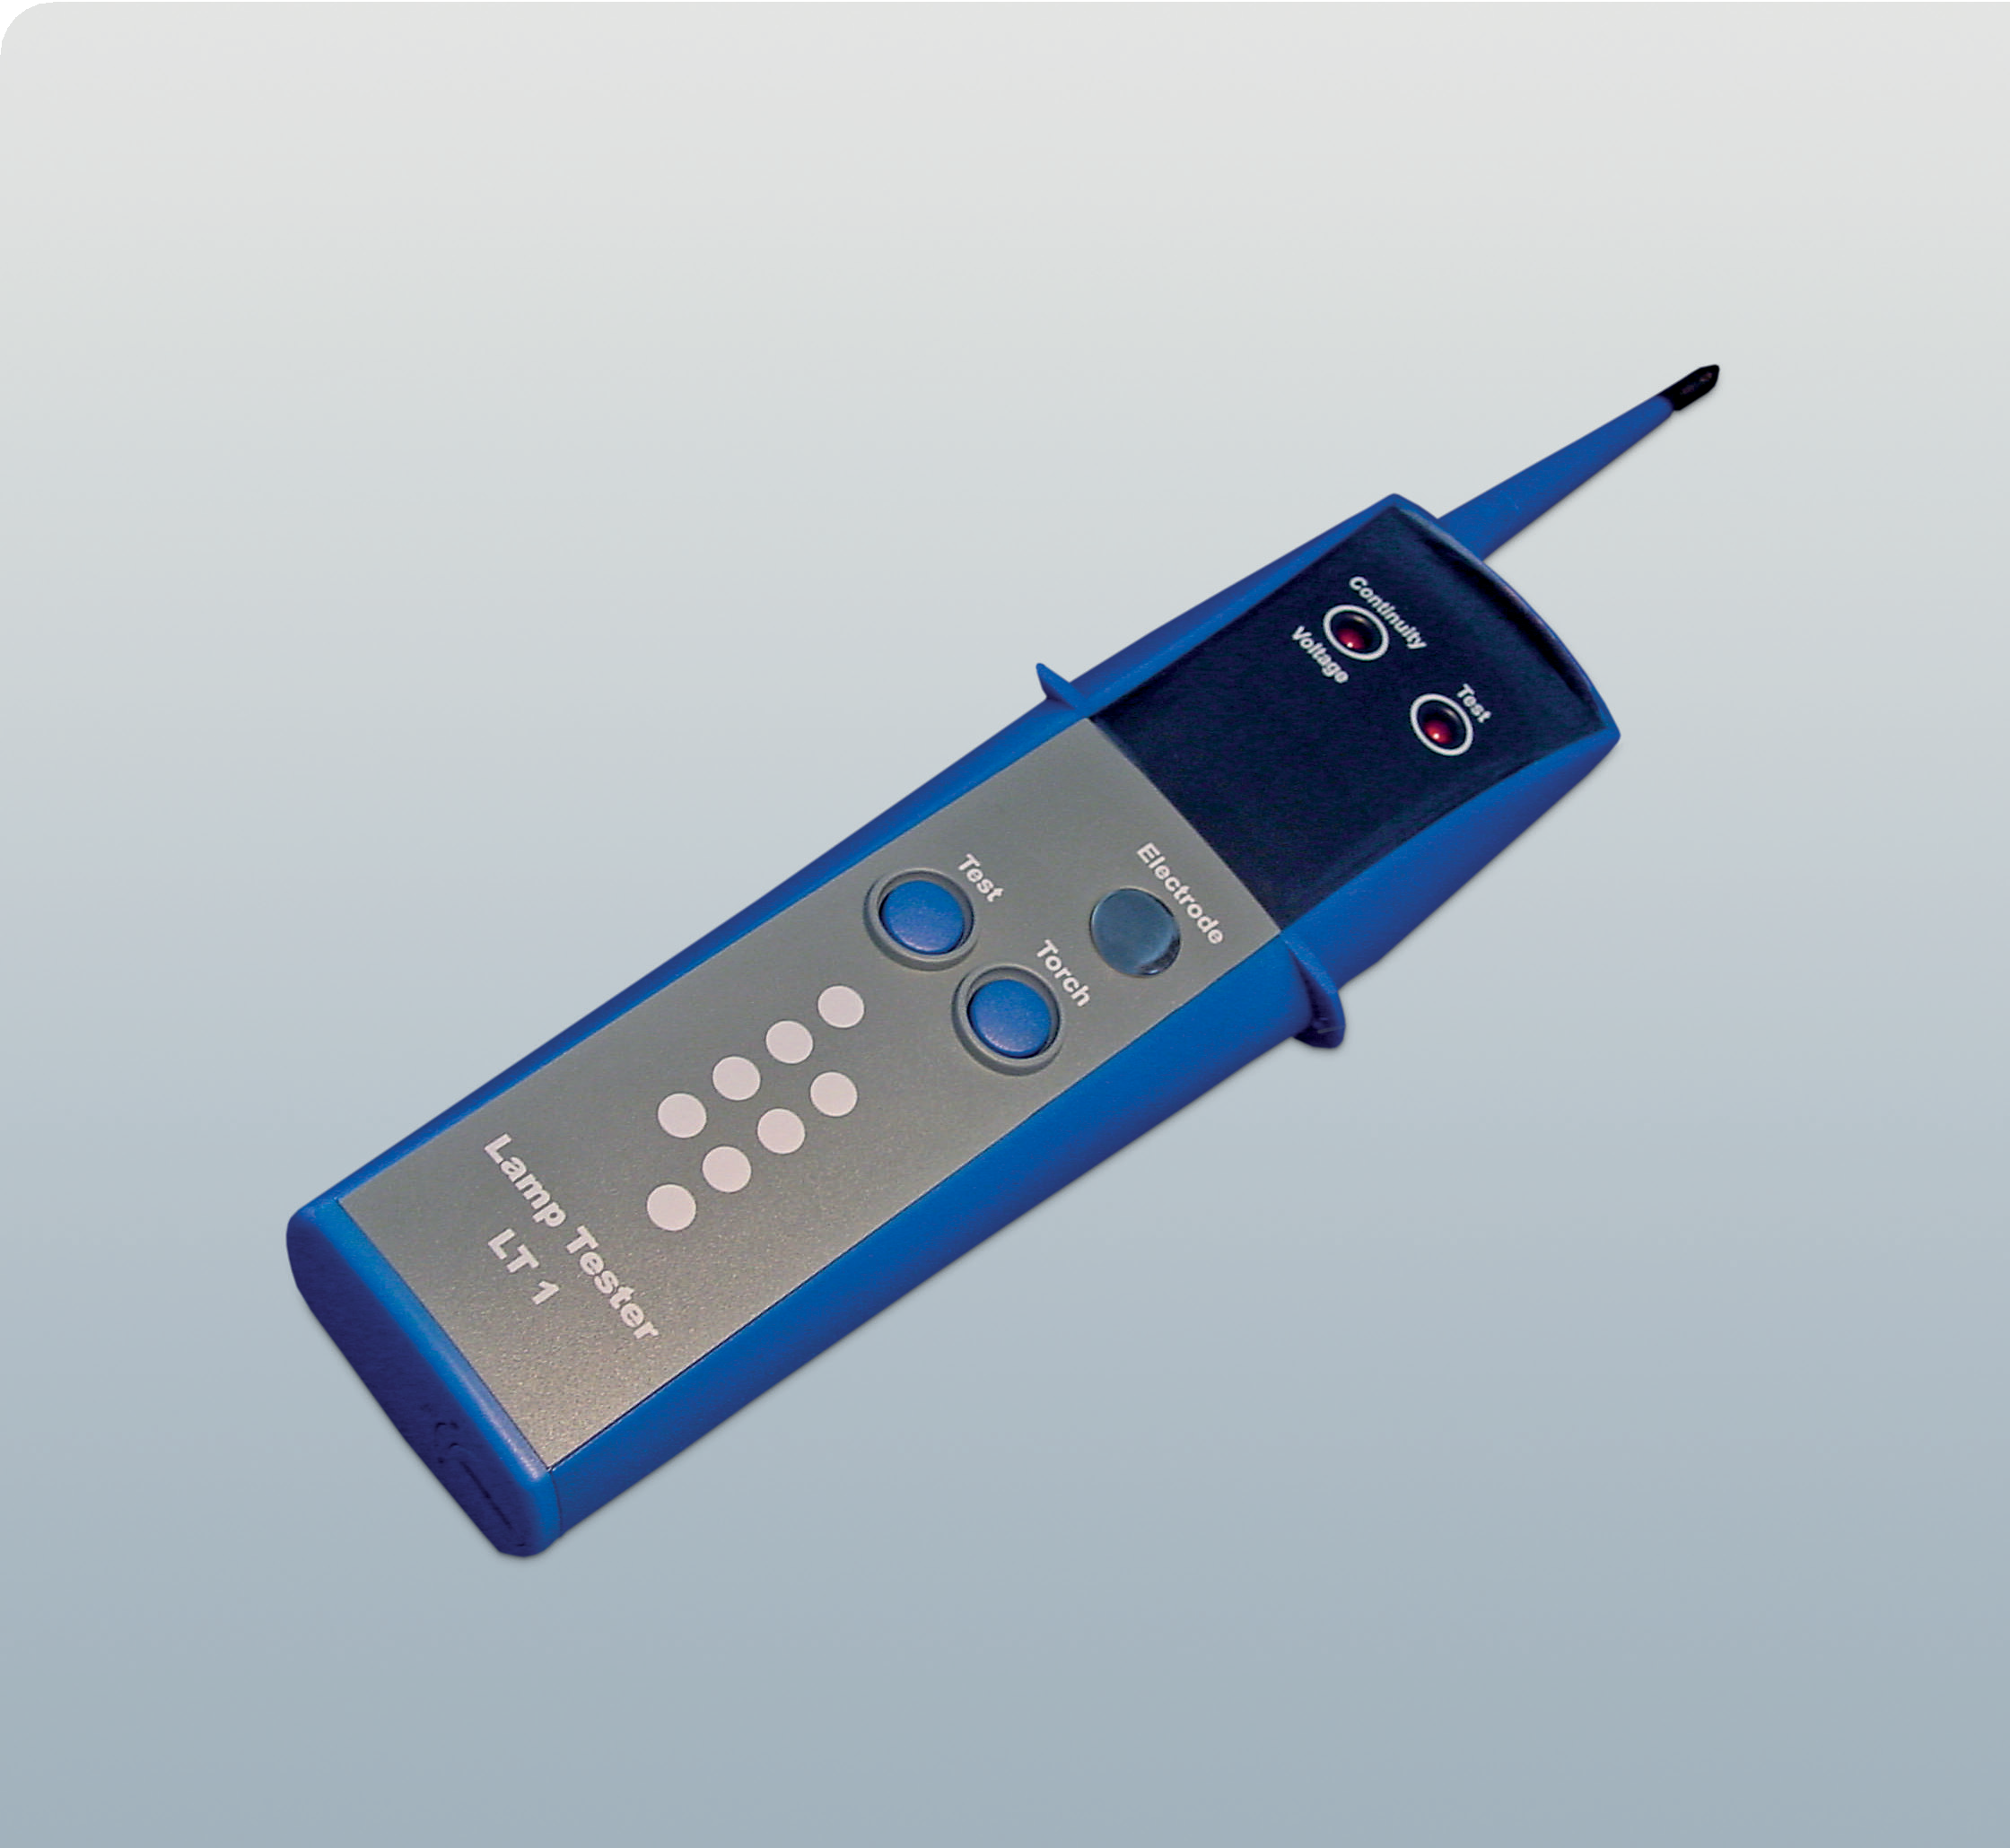 Continuity
Voltage
Test
Electrode
Test
Torch
Lamp Tester
LT 1